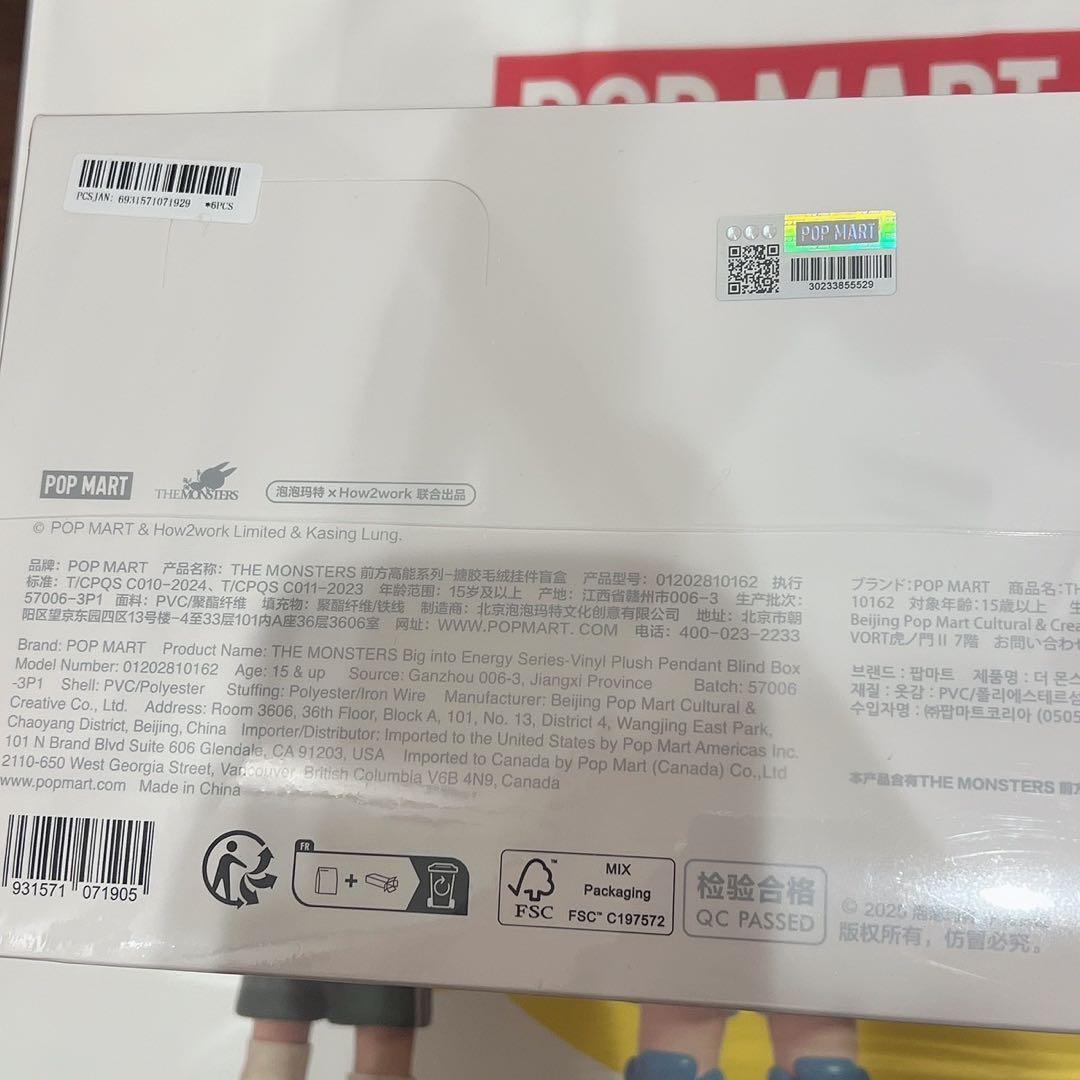 POP MART
PCSJAN: 6931571071929 *6PCS
POP MART
30233855529
POP MART THE MONSTERS 泡泡玛特×How2work 联合出品
© POP MART & How2work Limited & Kasing Lung.
品牌：POP MART 产品名称：THE MONSTERS 前方高能系列-搪胶毛绒挂件盲盒 产品型号：01202810162 执行
标准：T/CPQS C010-2024、T/CPQS C011-2023 年龄范围：15岁及以上 产地：江西省赣州市006-3 生产批次：
57006-3P1 面料：PVC/聚酯纤维 填充物：聚酯纤维/铁线 制造商：北京泡泡玛特文化创意有限公司 地址：北京市朝
阳区望京东园四区13号楼-4至33层101内A座36层3606室 网址：WWW.POPMART.COM 电话：400-023-2233
Brand: POP MART Product Name: THE MONSTERS Big into Energy Series-Vinyl Plush Pendant Blind Box
Model Number: 01202810162 Age: 15 & up Source: Ganzhou 006-3, Jiangxi Province Batch: 57006
-3P1 Shell: PVC/Polyester Stuffing: Polyester/Iron Wire Manufacturer: Beijing Pop Mart Cultural &
Creative Co., Ltd. Address: Room 3606, 36th Floor, Block A, 101, No. 13, District 4, Wangjing East Park,
Chaoyang District, Beijing, China Importer/Distributor: Imported to the United States by Pop Mart Americas Inc.
101 N Brand Blvd Suite 606 Glendale, CA 91203, USA Imported to Canada by Pop Mart (Canada) Co.,Ltd
2110-650 West Georgia Street, Vancouver, British Columbia V6B 4N9, Canada
www.popmart.com Made in China
ブランド：POP MART 商品名：TH
10162 対象年齢：15歳以上
Beijing Pop Mart Cultural & Crea
VORT虎ノ門Ⅱ 7階 お問い合わ
브랜드 : 팝마트 제품명 : 더 몬스
재질 : 옷감 : PVC/폴리에스테르섬
수입자명 : ㈜팝마트코리아 (0505
本产品含有THE MONSTERS 前方
931571 071905
FR
MIX
Packaging
FSC FSC™ C197572
检验合格
QC PASSED
版权所有，仿冒必究。